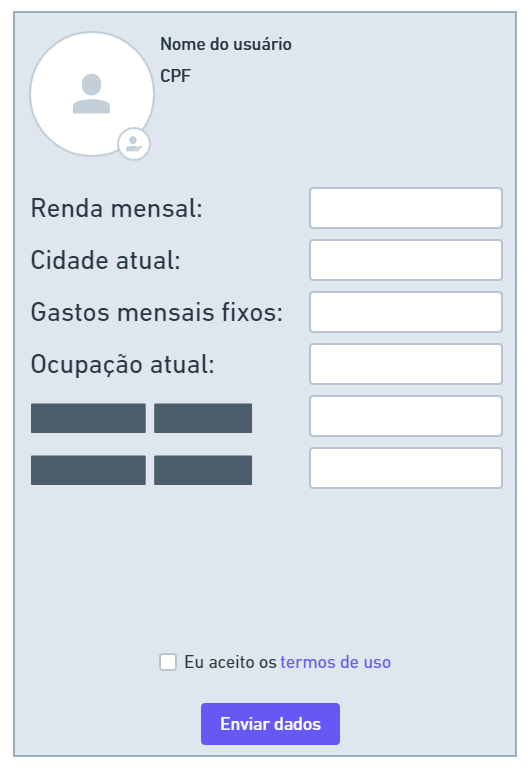 Nome do usuário
CPF
Renda mensal:
Cidade atual:
Gastos mensais fixos:
Ocupação atual:
Eu aceito os termos de uso
Enviar dados